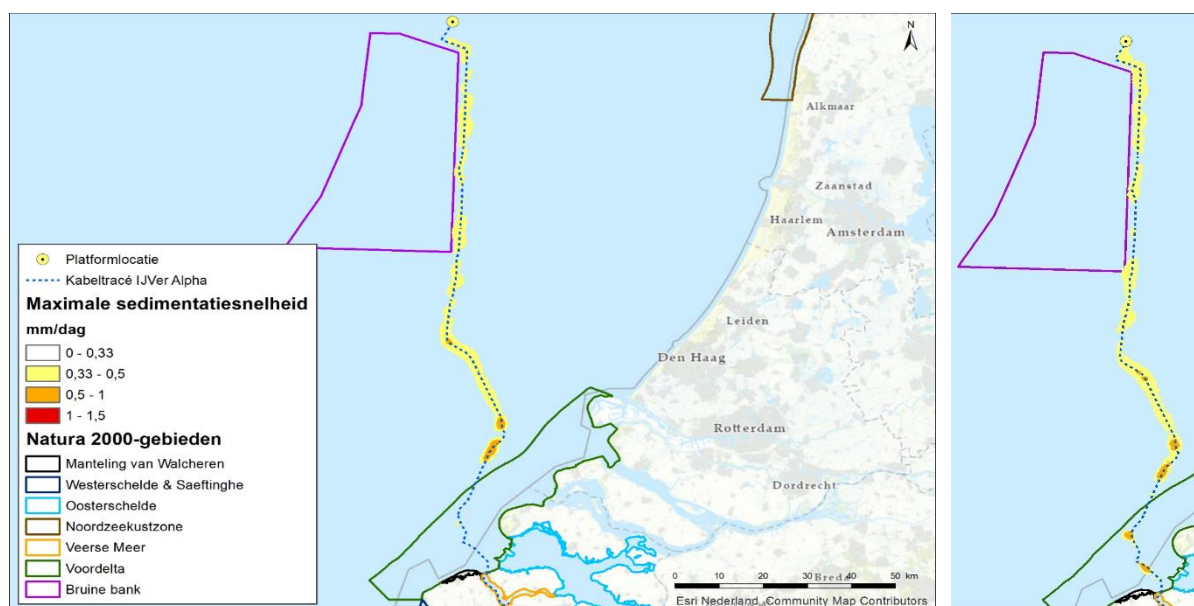 N
Alkmaar
Zaanstad
Haarlem
Amsterdam
Leiden
Den Haag
Rotterdam
Dordrecht
Breda
Platformlocatie
Kabeltracé IJVer Alpha
Maximale sedimentatiesnelheid
mm/dag
0 - 0,33
0,33 - 0,5
0,5 - 1
1 - 1,5
Natura 2000-gebieden
Manteling van Walcheren
Westerschelde & Saeftinghe
Oosterschelde
Noordzeekustzone
Veerse Meer
Voordelta
Bruine bank
0 10 20 30 40 50 km
Esri Nederland, Community Map Contributors